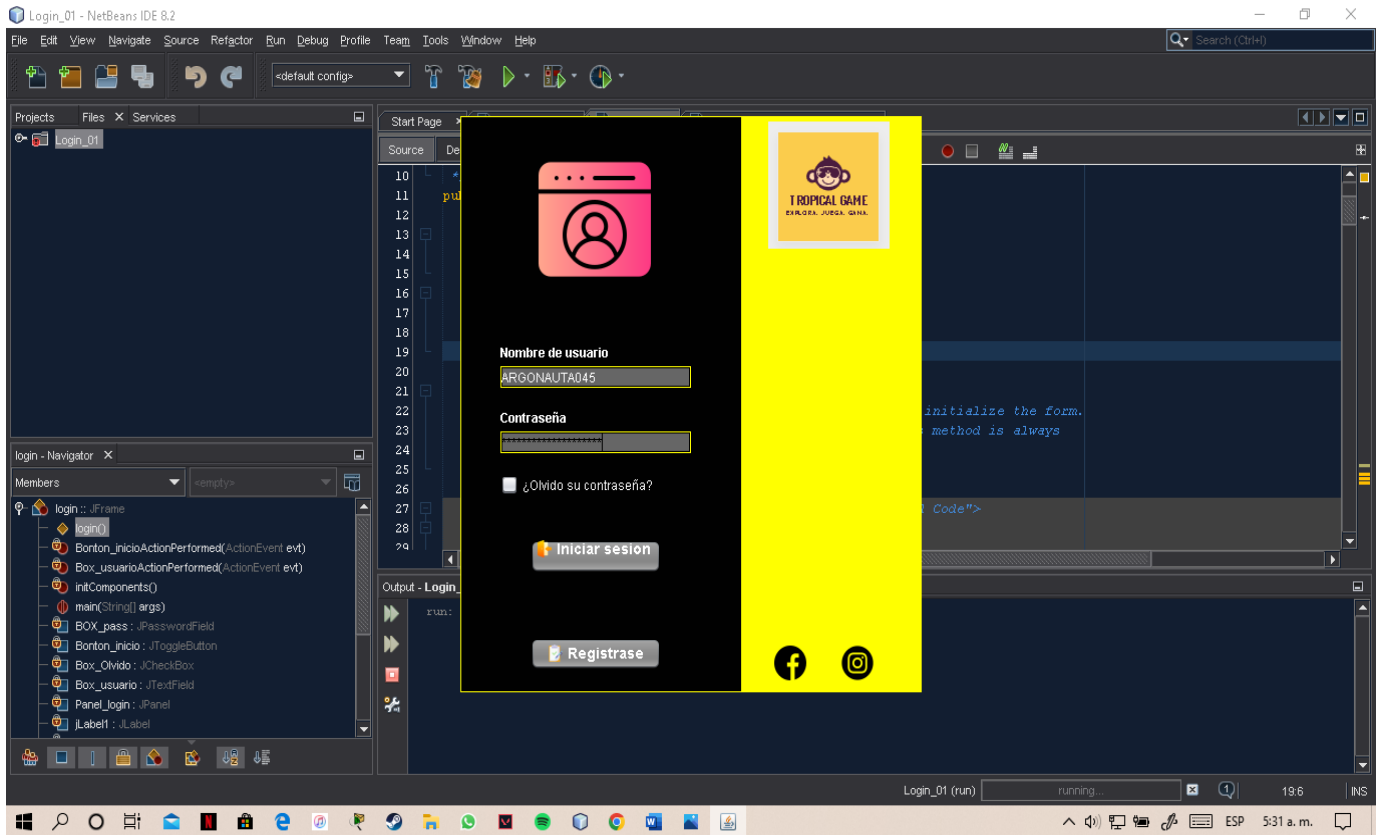 Login_01 - NetBeans IDE 8.2
File Edit View Navigate Source Refactor Run Debug Profile Team Tools Window Help
Search (Ctrl+I)
<default config>
Projects Files Services
Login_01
Start Page
Source De
10
11 pu
12
13
14
15
16
17
18
19
20
21
22 initialize the form.
23 method is always
24
25
26
27 Code">
28
29
TROPICAL GAME
EXPLORA. JUEGA. GANA.
Nombre de usuario
ARGONAUTA045
Contraseña
¿Olvido su contraseña?
Iniciar sesion
Registrase
login - Navigator
Members <empty>
login :: JFrame
login()
Bonton_inicioActionPerformed(ActionEvent evt)
Box_usuarioActionPerformed(ActionEvent evt)
initComponents()
main(String[] args)
BOX_pass : JPasswordField
Bonton_inicio : JToggleButton
Box_Olvido : JCheckBox
Box_usuario : JTextField
Panel_login : JPanel
jLabel1 : JLabel
Output - Login_
run:
Login_01 (run) running... 1 19:6 INS
ESP 5:31 a. m.